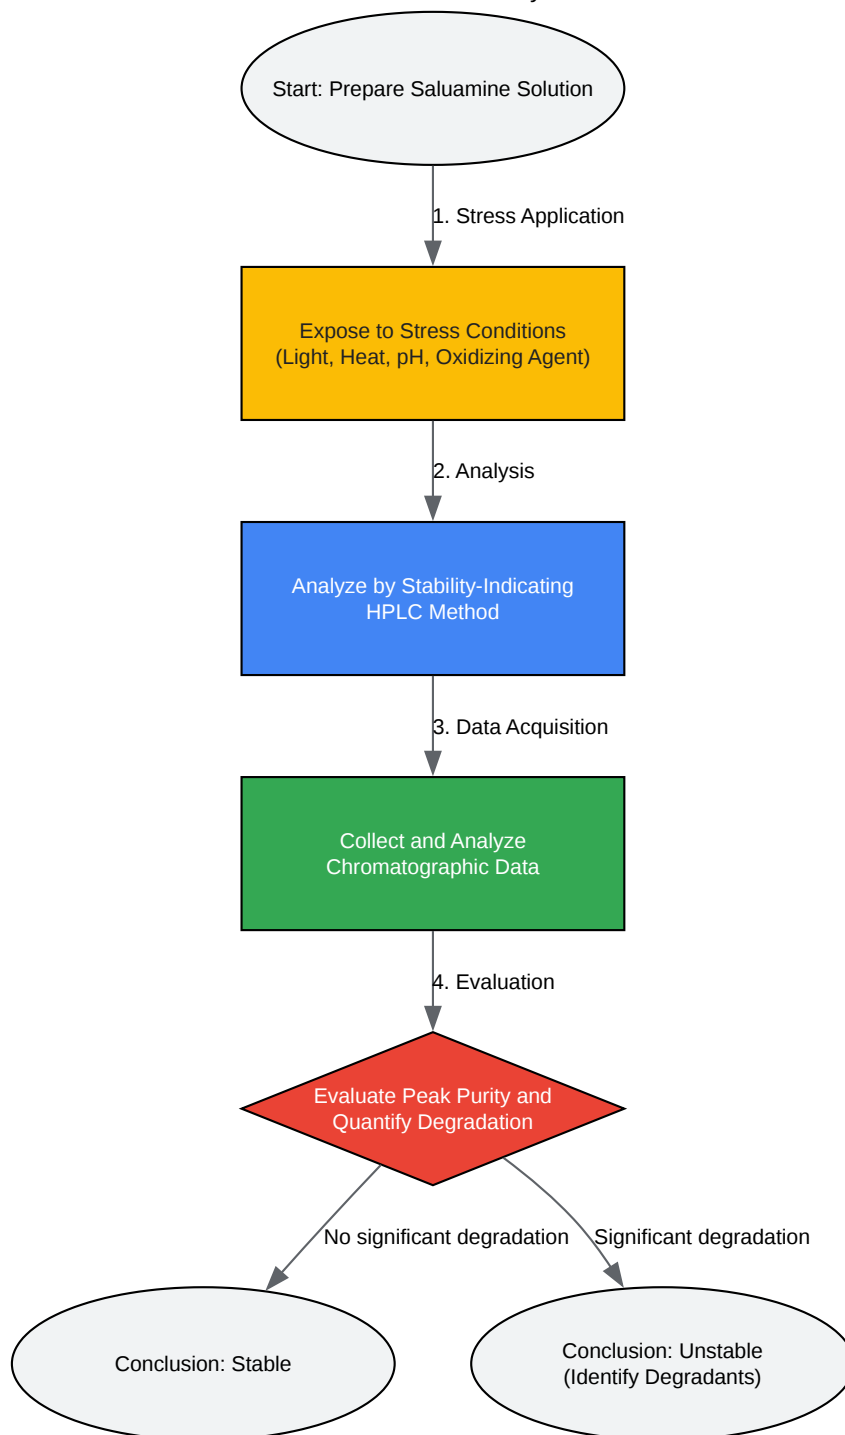 Start: Prepare Saluamine Solution
1. Stress Application
Expose to Stress Conditions
(Light, Heat, pH, Oxidizing Agent)
2. Analysis
Analyze by Stability-Indicating
HPLC Method
3. Data Acquisition
Collect and Analyze
Chromatographic Data
4. Evaluation
Evaluate Peak Purity and
Quantify Degradation
No significant degradation
Significant degradation
Conclusion: Stable
Conclusion: Unstable
(Identify Degradants)